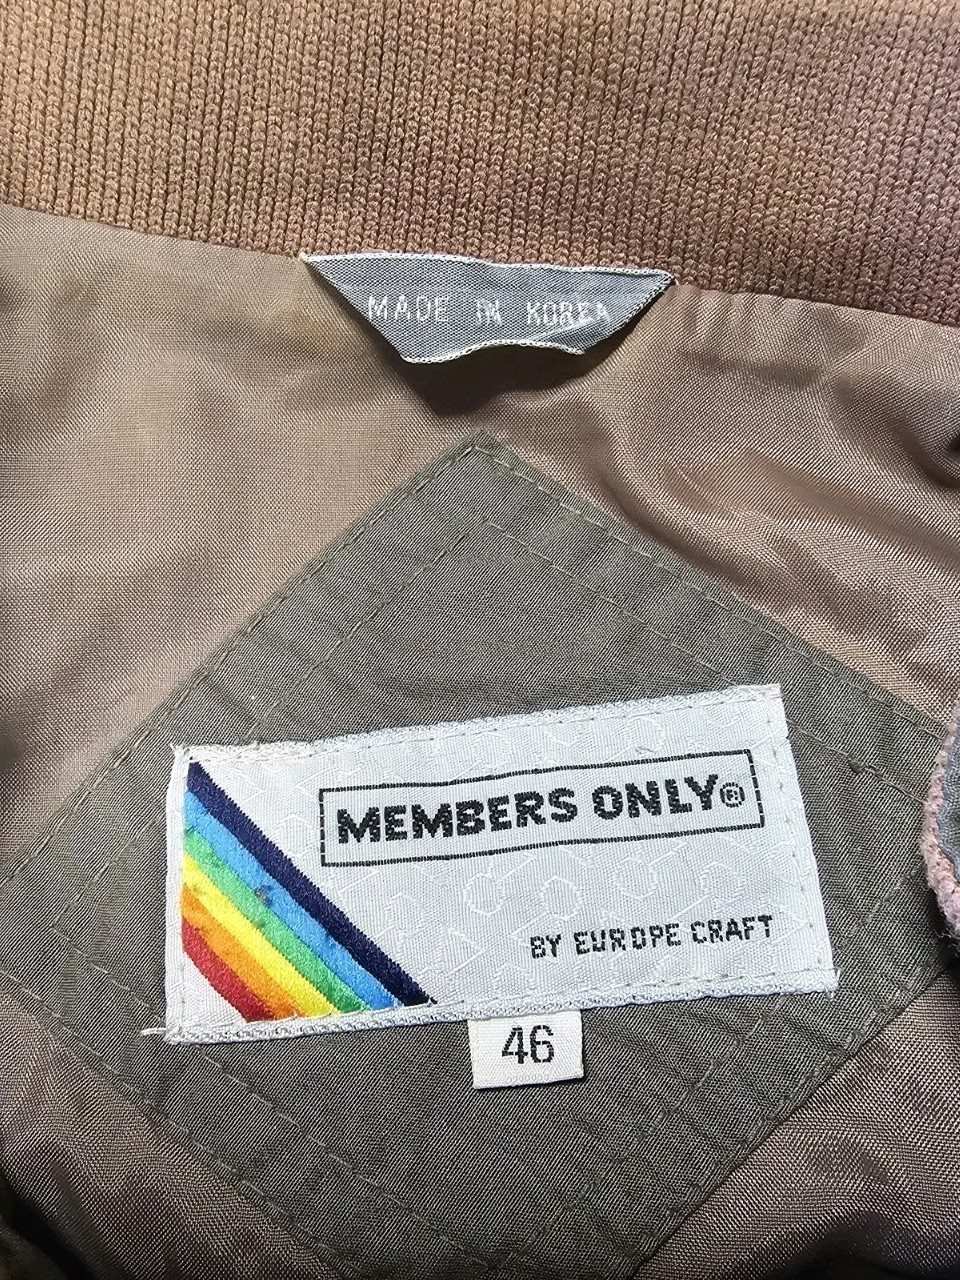 MADE IN KOREA
MEMBERS ONLY®
BY EUROPE CRAFT
46